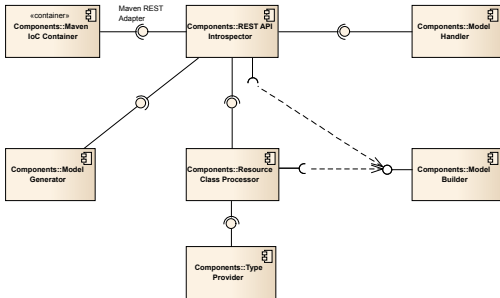 «container»
Components::Maven
IoC Container
Maven REST
Adapter
Components::REST API
Introspector
Components::Model
Handler
Components::Model
Generator
Components::Resource
Class Processor
Components::Model
Builder
Components::Type
Provider